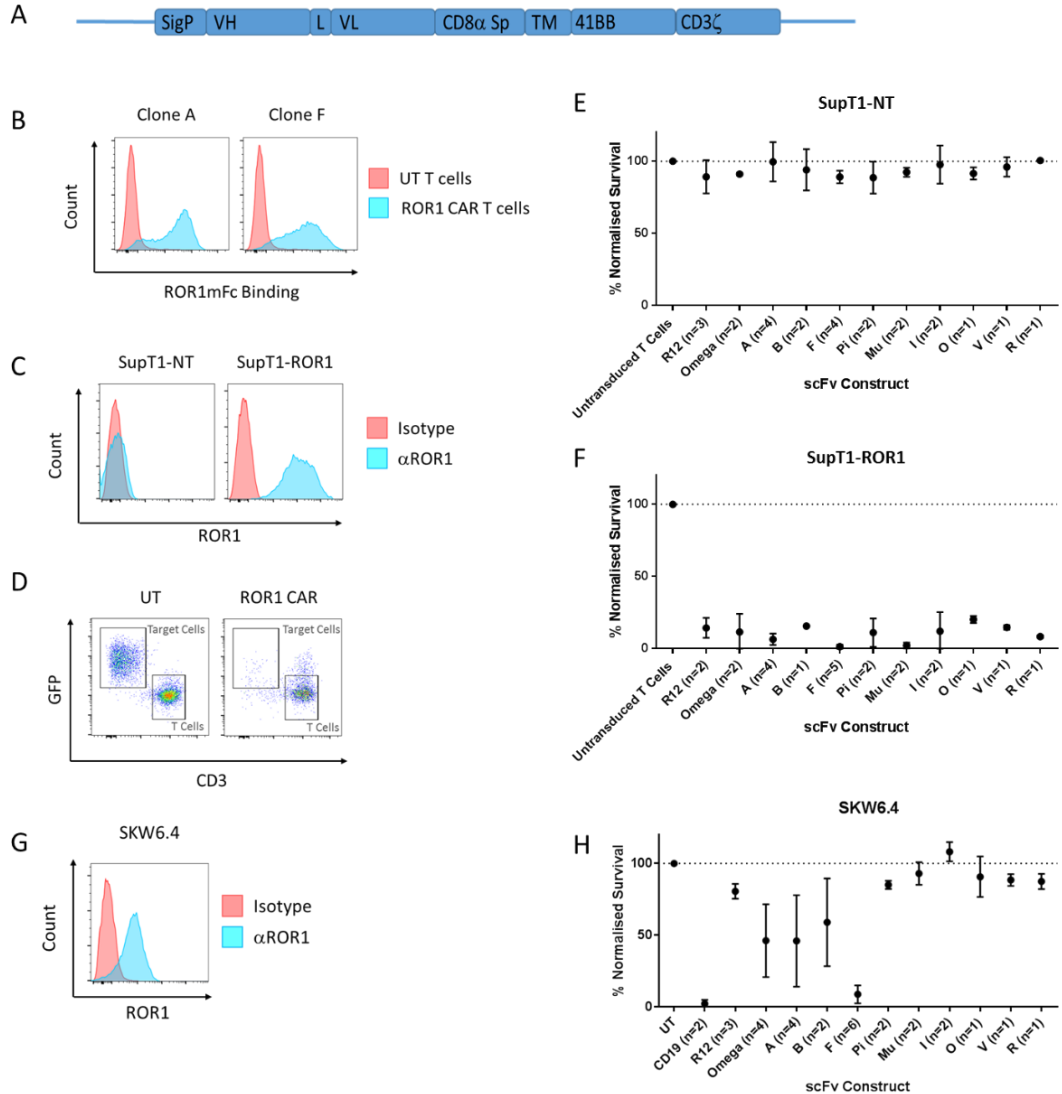 A
SigP VH L VL CD8α Sp TM 41BB CD3ζ
B
Clone A Clone F
Count
UT T cells
ROR1 CAR T cells
ROR1mFc Binding
C
SupT1-NT SupT1-ROR1
Count
Isotype
αROR1
ROR1
D
UT ROR1 CAR
Target Cells Target Cells
GFP
T Cells T Cells
CD3
G
SKW6.4
Count
Isotype
αROR1
ROR1
E
SupT1-NT
% Normalised Survival
100
50
0
Untransduced T Cells
R12 (n=3)
Omega (n=2)
A (n=4)
B (n=2)
F (n=4)
Pi (n=2)
Mu (n=2)
I (n=2)
O (n=1)
V (n=1)
R (n=1)
scFv Construct
F
SupT1-ROR1
% Normalised Survival
100
50
0
Untransduced T Cells
R12 (n=2)
Omega (n=2)
A (n=4)
B (n=1)
F (n=5)
Pi (n=2)
Mu (n=2)
I (n=2)
O (n=1)
V (n=1)
R (n=1)
scFv Construct
H
SKW6.4
% Normalised Survival
100
50
0
UT
CD19 (n=2)
R12 (n=3)
Omega (n=4)
A (n=4)
B (n=2)
F (n=6)
Pi (n=2)
Mu (n=2)
I (n=2)
O (n=1)
V (n=1)
R (n=1)
scFv Construct